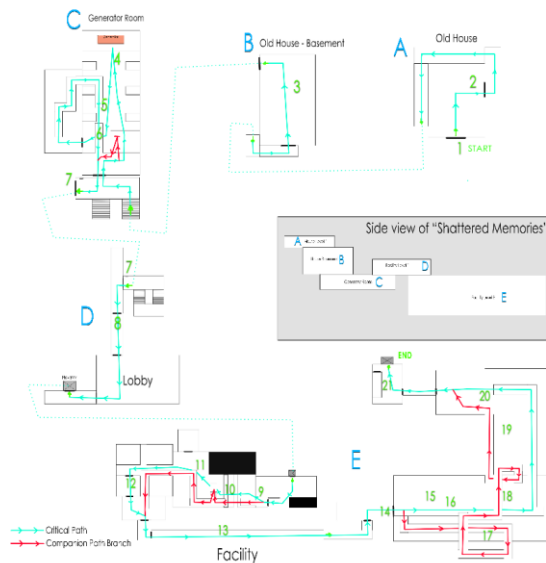 C Generator Room
B Old House - Basement
A Old House
4
5
6
7
3
2
1 START
Side view of "Shattered Memories"
A
B
C
D
E
7
8
D
Lobby
END
21
20
19
18
17
E
15
16
14
13
12
11
10
9
Critical Path
Companion Path Branch
Facility